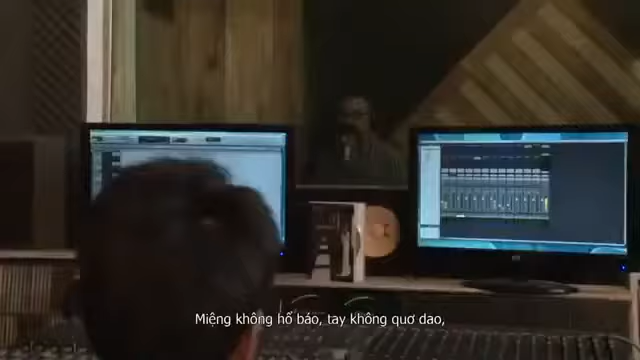 Miệng không hổ báo, tay không quơ dao,